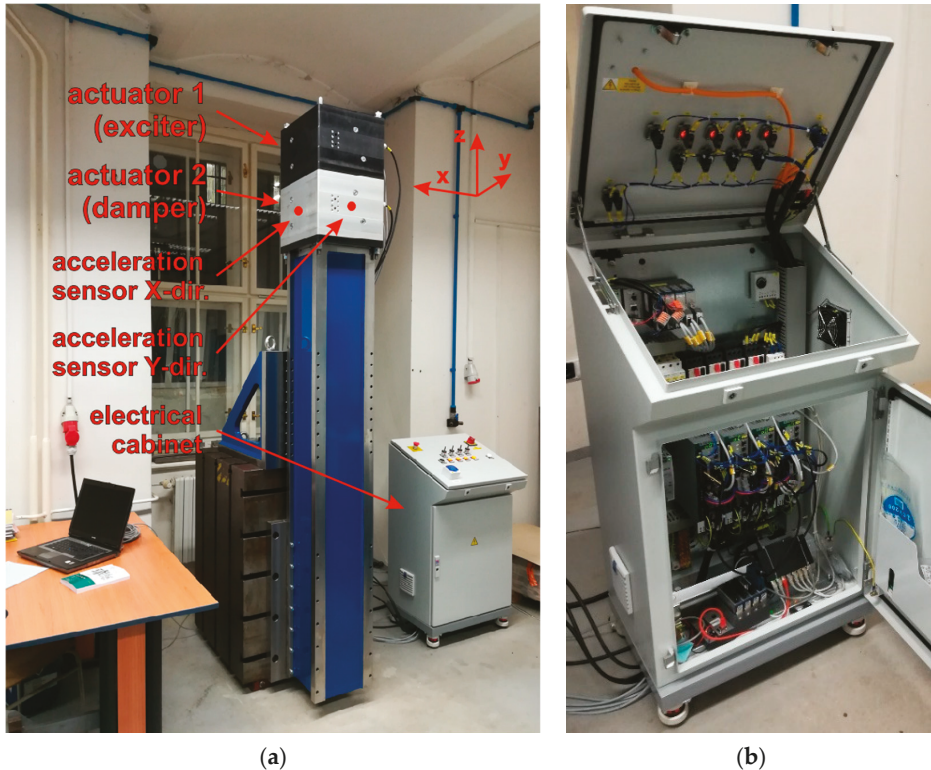 actuator 1
(exciter)
actuator 2
(damper)
acceleration
sensor X-dir.
acceleration
sensor Y-dir.
electrical
cabinet
z
y
x
(a)
(b)